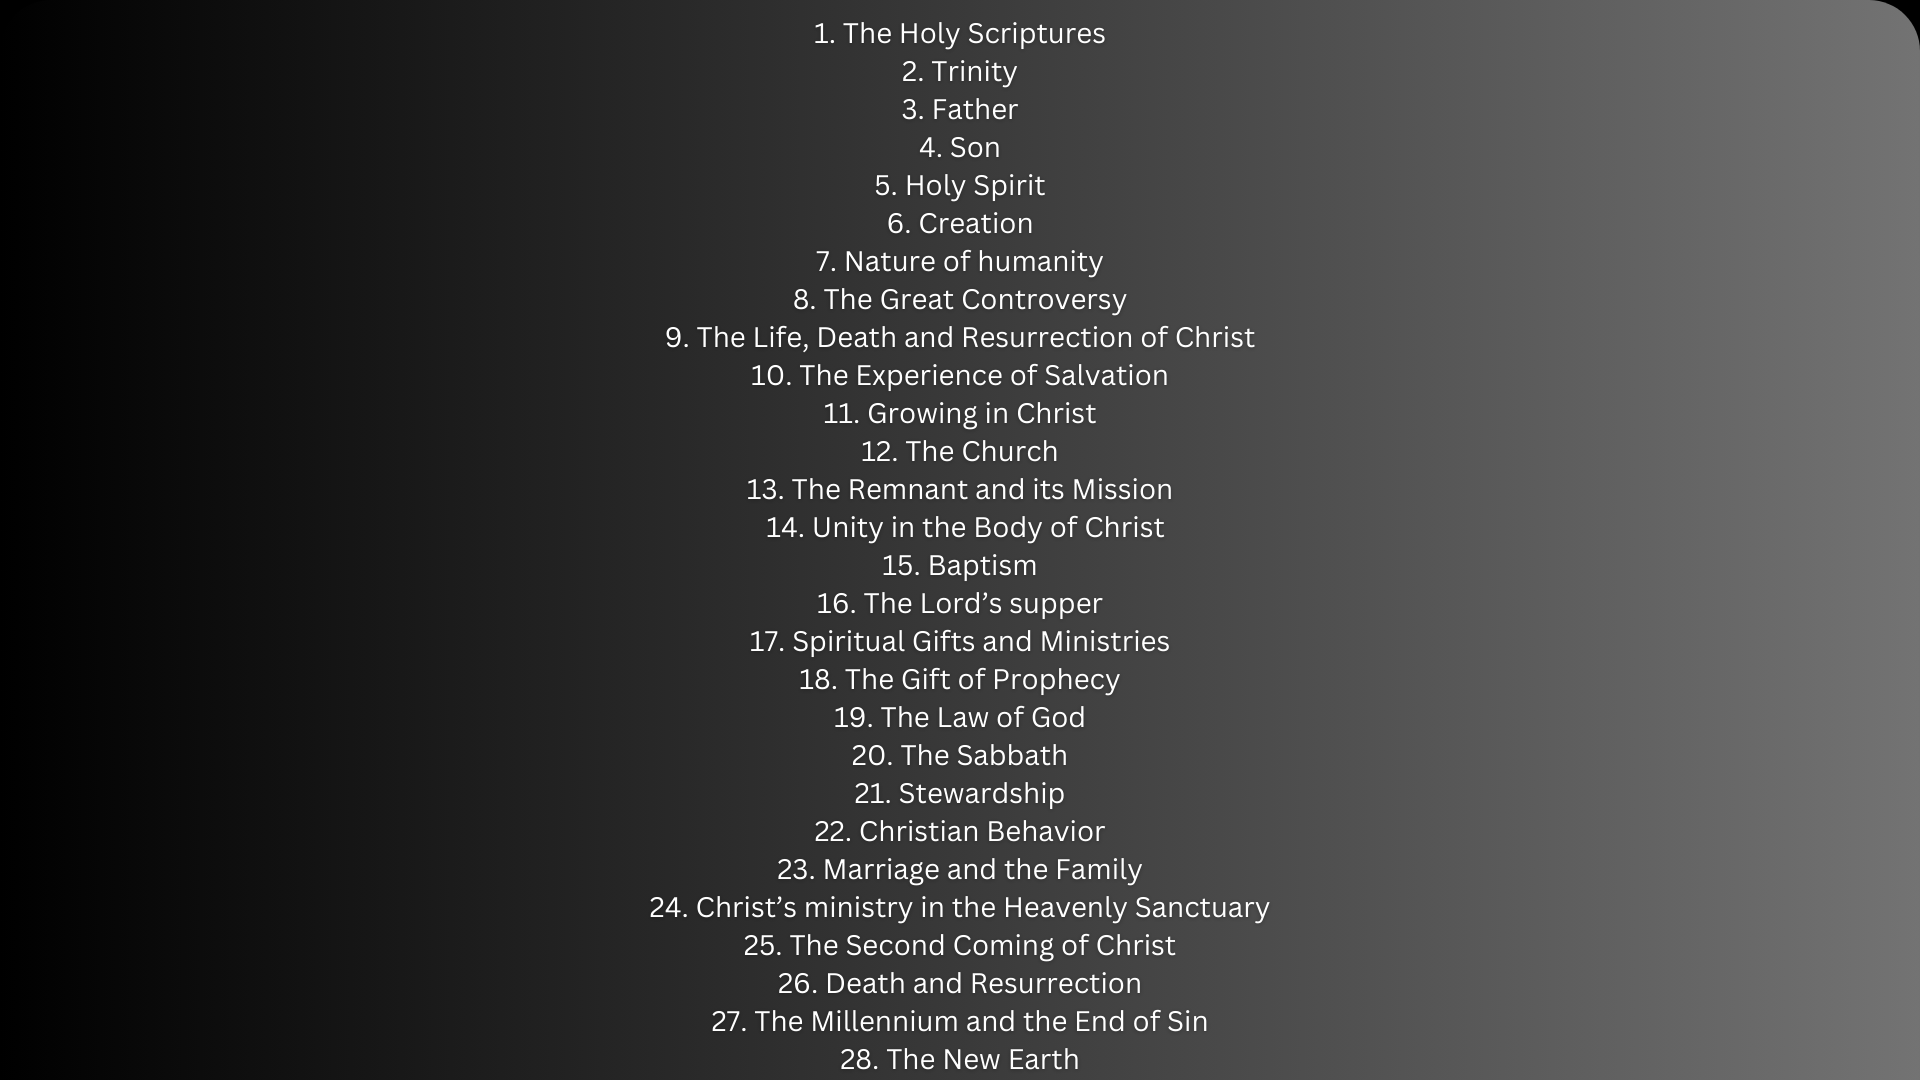 1. The Holy Scriptures
2. Trinity
3. Father
4. Son
5. Holy Spirit
6. Creation
7. Nature of humanity
8. The Great Controversy
9. The Life, Death and Resurrection of Christ
10. The Experience of Salvation
11. Growing in Christ
12. The Church
13. The Remnant and its Mission
14. Unity in the Body of Christ
15. Baptism
16. The Lord’s supper
17. Spiritual Gifts and Ministries
18. The Gift of Prophecy
19. The Law of God
20. The Sabbath
21. Stewardship
22. Christian Behavior
23. Marriage and the Family
24. Christ’s ministry in the Heavenly Sanctuary
25. The Second Coming of Christ
26. Death and Resurrection
27. The Millennium and the End of Sin
28. The New Earth